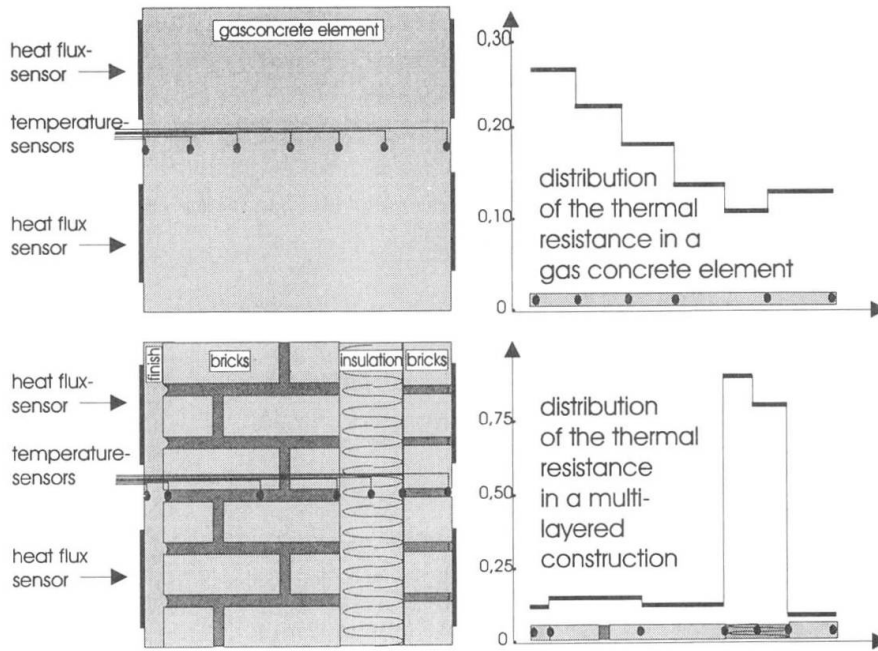 gasconcrete element
heat flux-
sensor
temperature-
sensors
heat flux
sensor
0,30
0,20
0,10
0
distribution
of the thermal
resistance in a
gas concrete element
finish
bricks
insulation
bricks
heat flux-
sensor
temperature-
sensors
heat flux
sensor
0,75
0,50
0,25
0
distribution
of the thermal
resistance
in a multi-
layered
construction